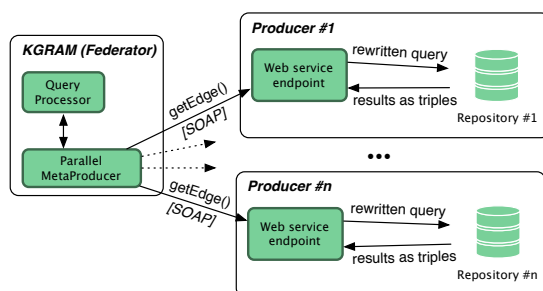 KGRAM (Federator)
Query
Processor
Parallel
MetaProducer
getEdge()
[SOAP]
getEdge()
[SOAP]
Producer #1
Web service
endpoint
rewritten query
results as triples
Repository #1
...
Producer #n
Web service
endpoint
rewritten query
results as triples
Repository #n